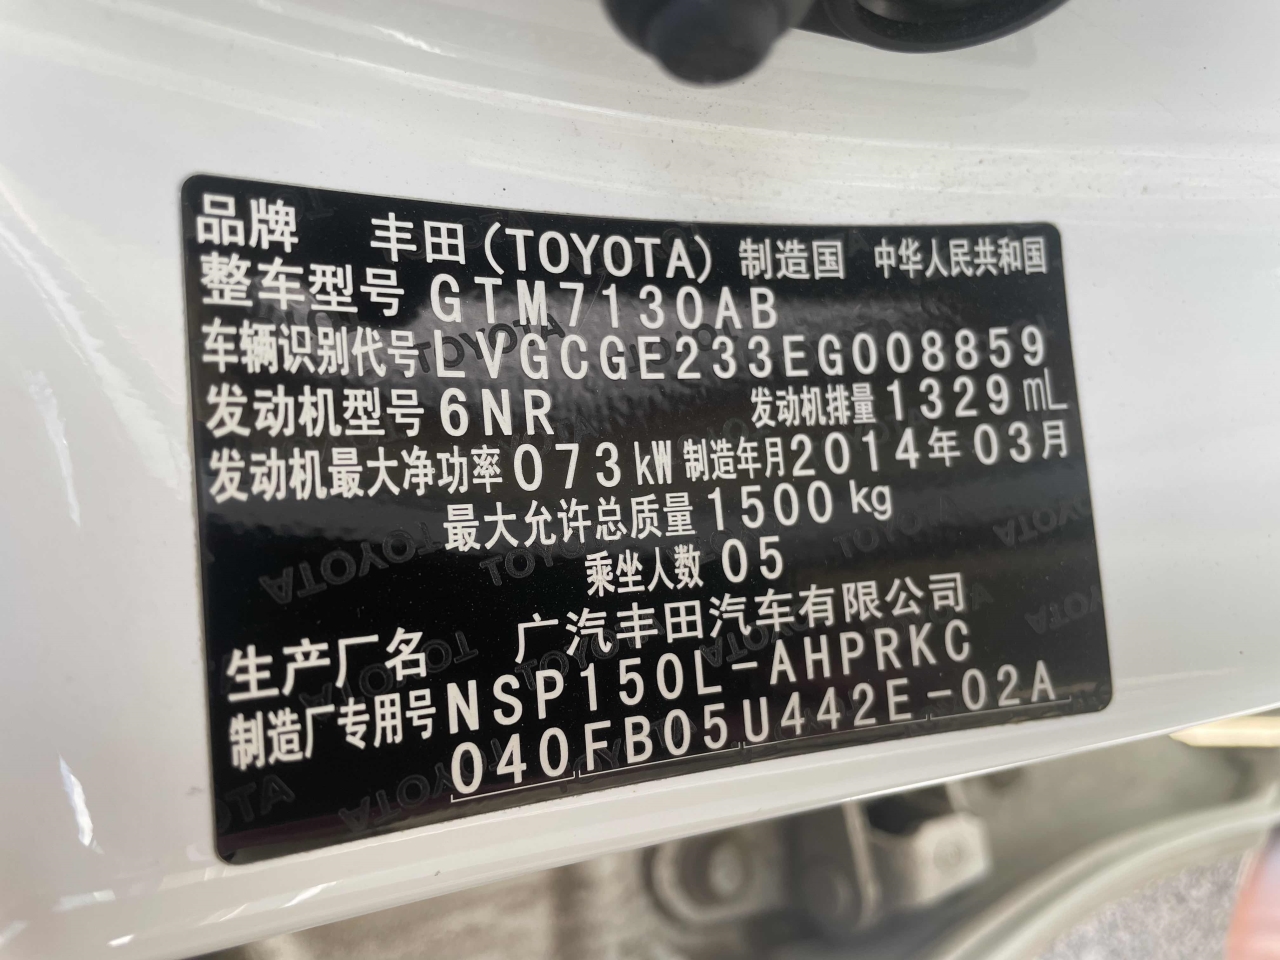 品牌 丰田(TOYOTA) 制造国 中华人民共和国
整车型号 GTM7130AB
车辆识别代号 LVGCGE233EG008859
发动机型号 6NR 发动机排量 1329 mL
发动机最大净功率 073 kW 制造年月 2014年03月
最大允许总质量 1500 kg
乘坐人数 05
生产厂名 广汽丰田汽车有限公司
制造厂专用号 NSP150L-AHPRKC
040FB05U442E-02A